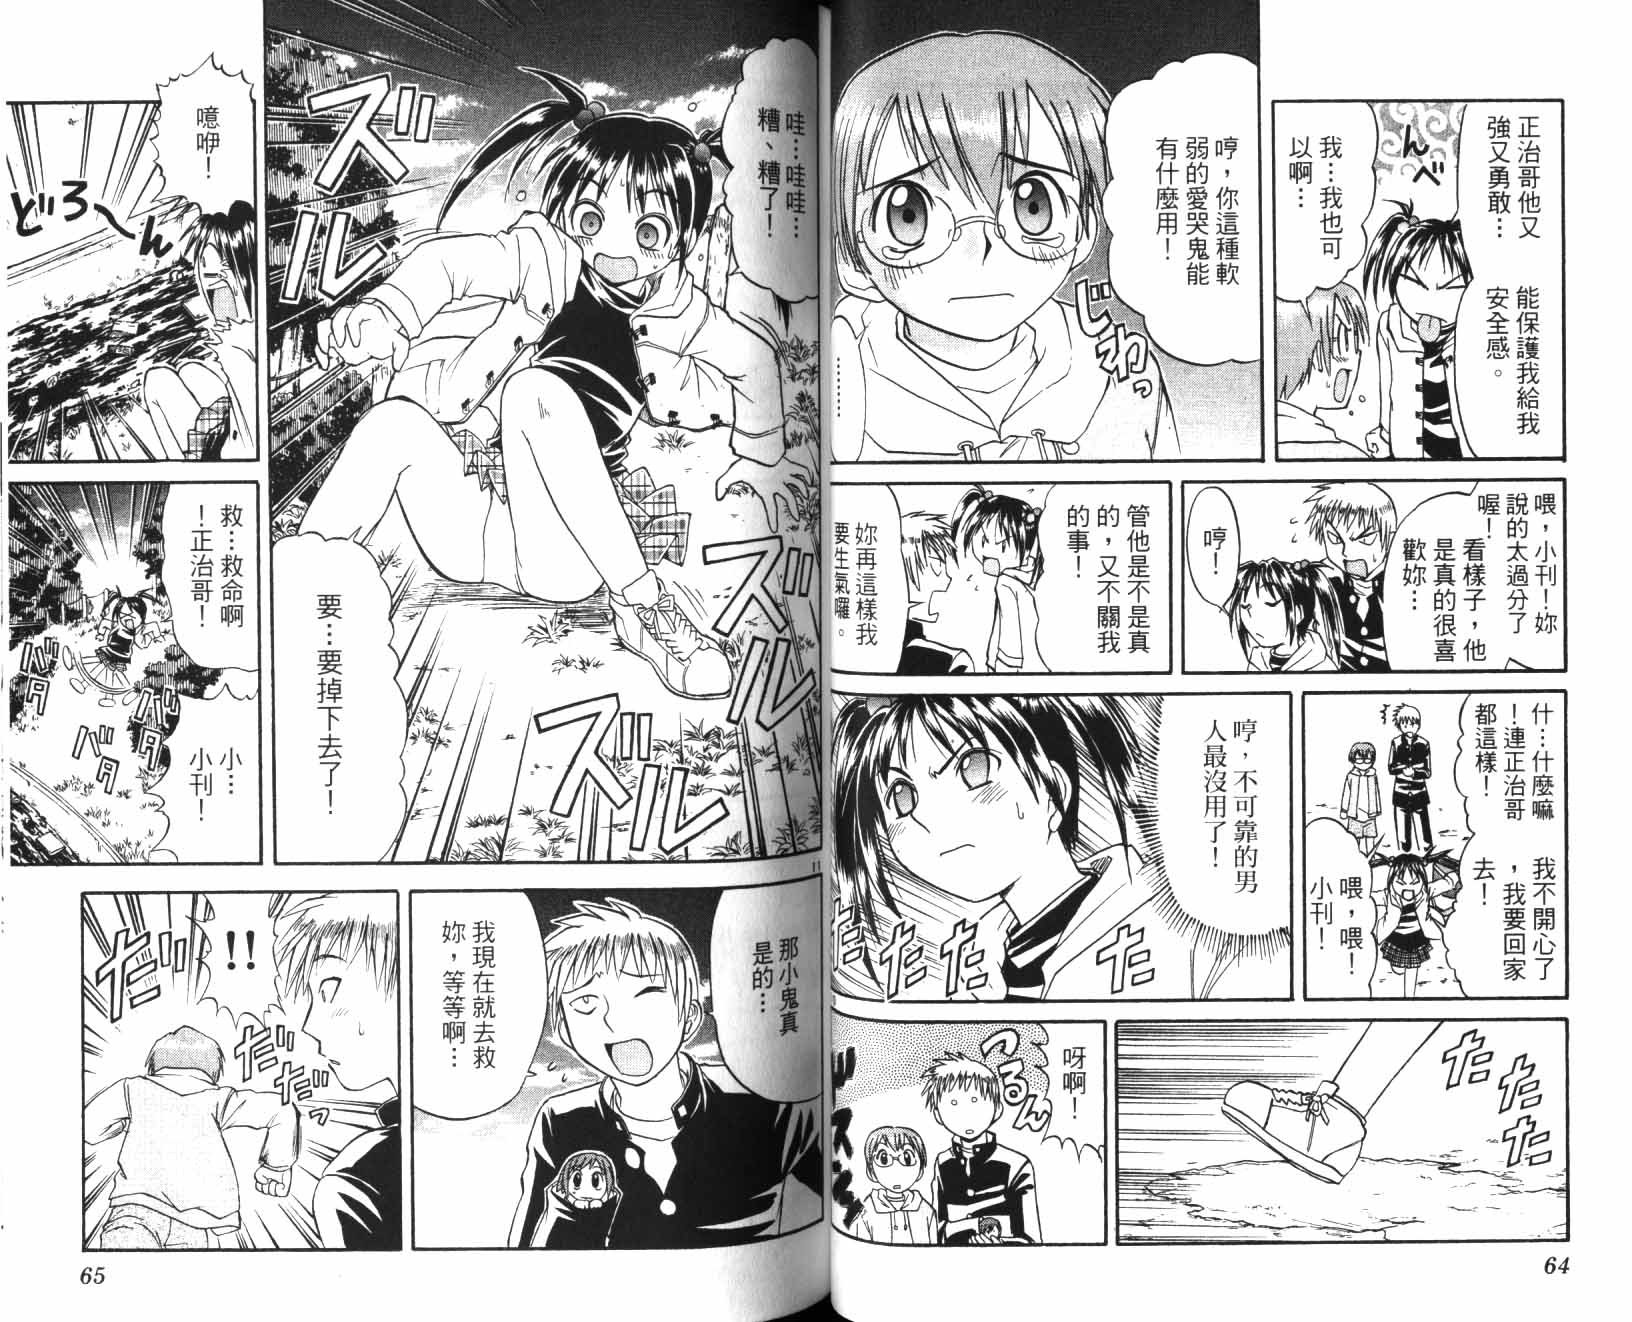 正治哥他又
強又勇敢…
能保護我給我
安全感。
んべ
我…我也可
以啊…
哼，你這種軟
弱的愛哭鬼能
有什麼用！
じわっ
………
喂，小刊！妳
說的太過分了
喔！
看樣子，他
是真的很喜
歡妳…
哼！
管他是不是真
的，又不關我
的事！
妳再這樣我
要生氣囉。
什…什麼嘛
！連正治哥
都這樣！
我不開心了
，我要回家
去！
喂，喂！
小刊！
哼，不可靠的男
人最沒用了！
た
た
た
た
た
た
た
呀啊！
つるん
64
哇…哇哇…
糟、糟了！
ズル
ズル
ズル
要…要掉下去了！
11
噫咿！
どろ〜ん
救…救命啊
！正治哥！
小…
小刊！
バタ
バタ
バタ
那小鬼真
是的…
我現在就去救
妳，等等啊…
!!
だっ
だだだっ
65